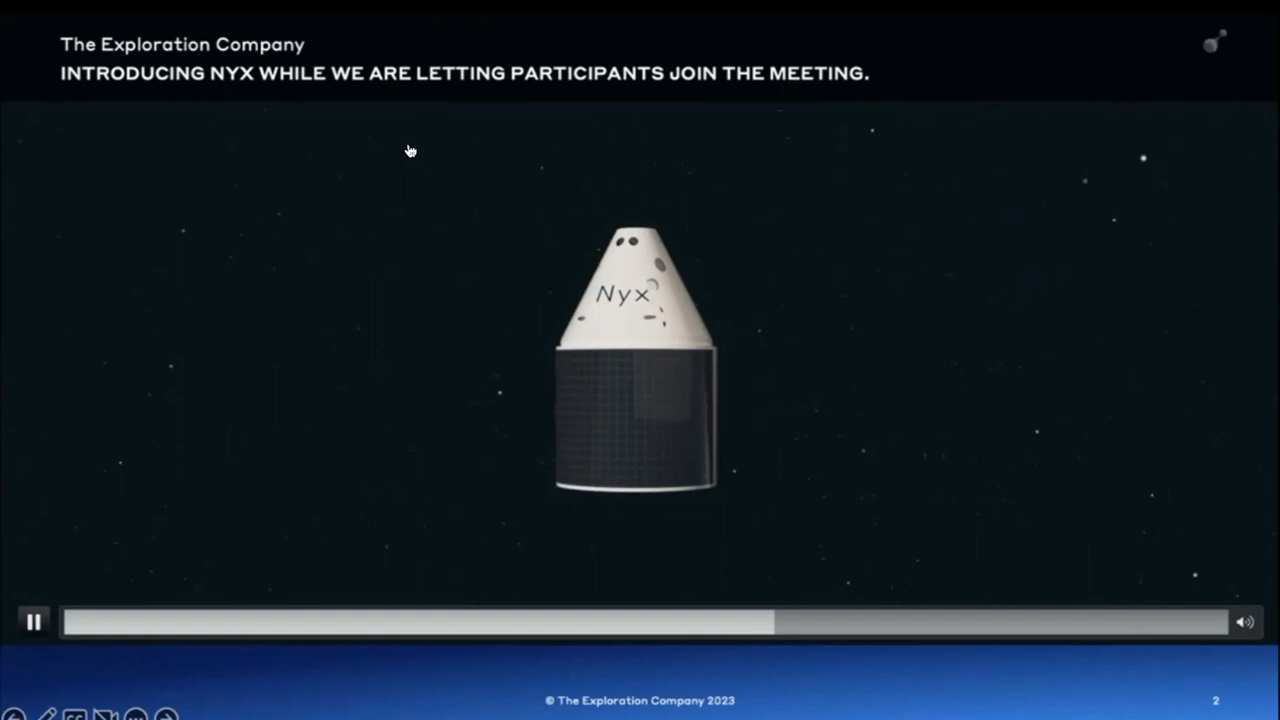 The Exploration Company
INTRODUCING NYX WHILE WE ARE LETTING PARTICIPANTS JOIN THE MEETING.
Nyx
© The Exploration Company 2023
2